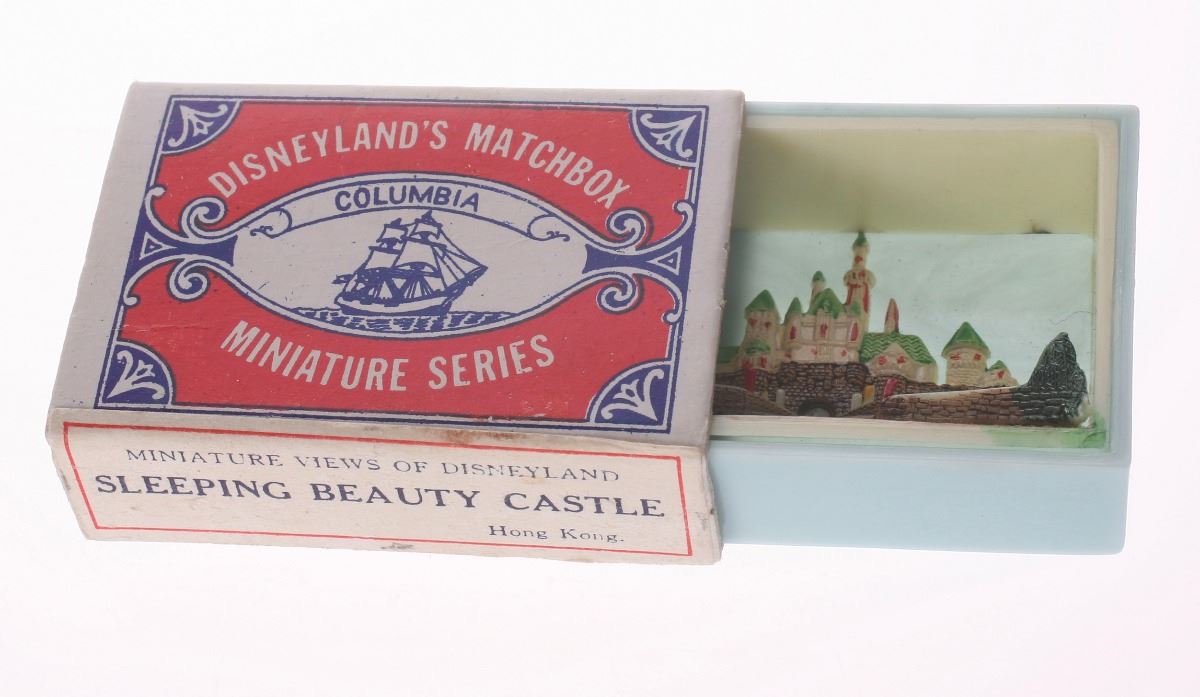 DISNEYLAND'S MATCHBOX
COLUMBIA
MINIATURE SERIES
MINIATURE VIEWS OF DISNEYLAND
SLEEPING BEAUTY CASTLE
Hong Kong.